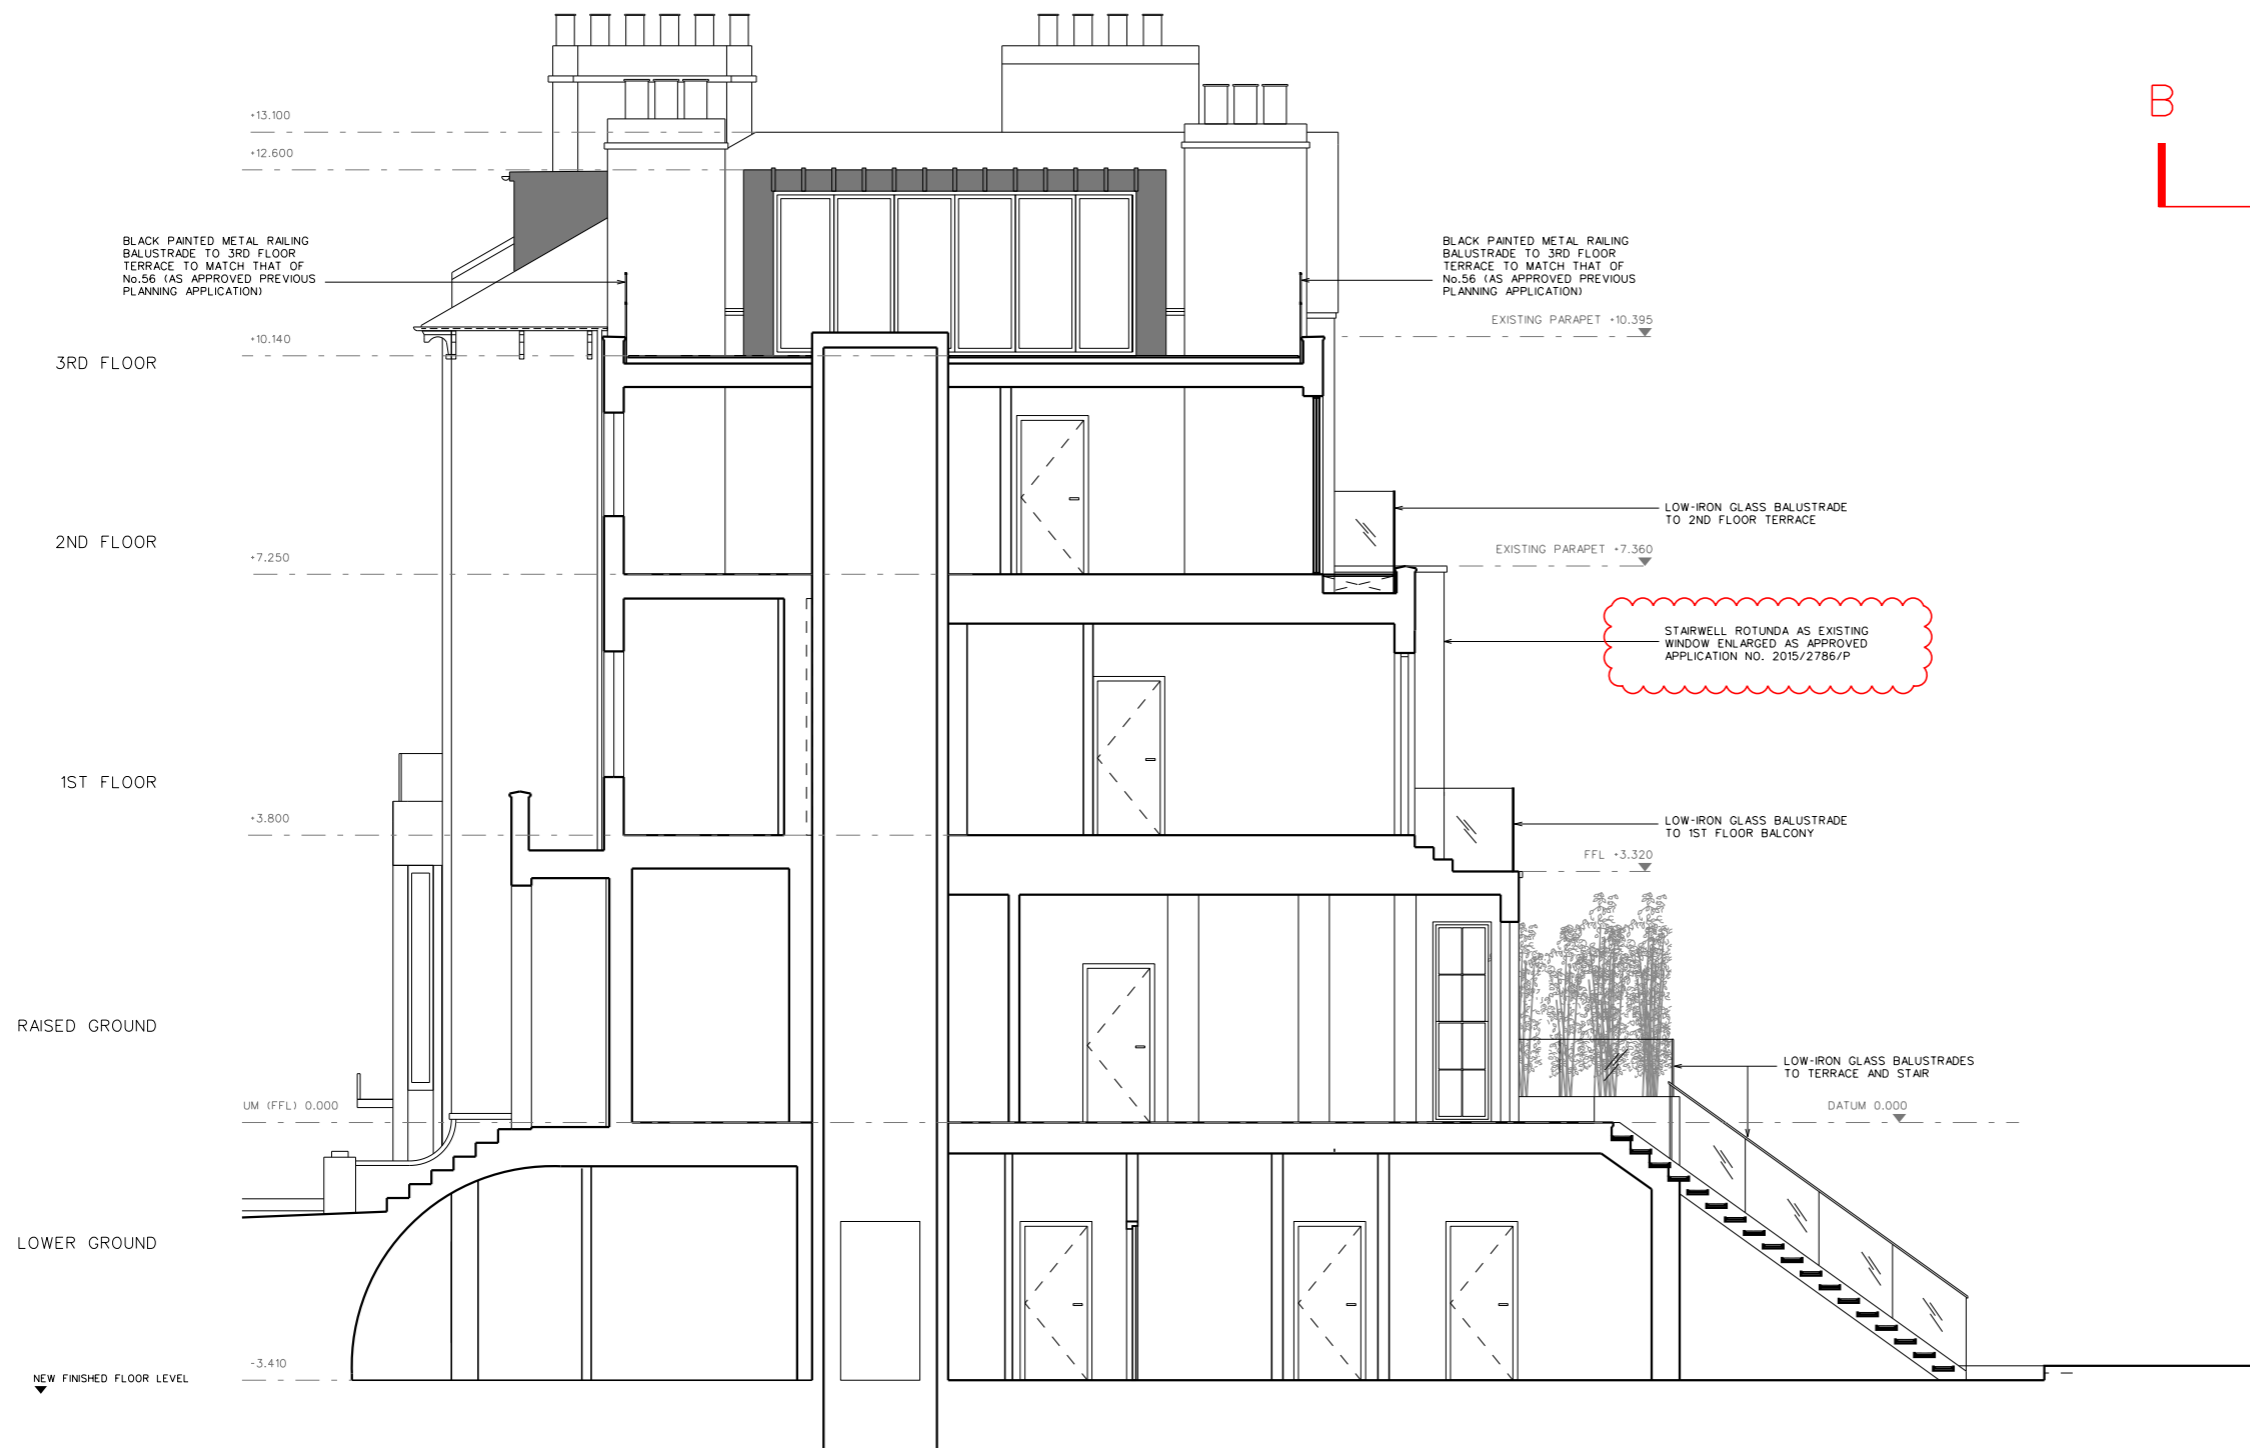 B
+13.100
+12.600
BLACK PAINTED METAL RAILING
BALUSTRADE TO 3RD FLOOR
TERRACE TO MATCH THAT OF
No.56 (AS APPROVED PREVIOUS
PLANNING APPLICATION)
BLACK PAINTED METAL RAILING
BALUSTRADE TO 3RD FLOOR
TERRACE TO MATCH THAT OF
No.56 (AS APPROVED PREVIOUS
PLANNING APPLICATION)
EXISTING PARAPET +10.395
+10.140
3RD FLOOR
LOW-IRON GLASS BALUSTRADE
TO 2ND FLOOR TERRACE
2ND FLOOR
+7.250
EXISTING PARAPET +7.360
STAIRWELL ROTUNDA AS EXISTING
WINDOW ENLARGED AS APPROVED
APPLICATION NO. 2015/2786/P
1ST FLOOR
+3.800
LOW-IRON GLASS BALUSTRADE
TO 1ST FLOOR BALCONY
FFL +3.320
RAISED GROUND
LOW-IRON GLASS BALUSTRADES
TO TERRACE AND STAIR
UM (FFL) 0.000
DATUM 0.000
LOWER GROUND
-3.410
NEW FINISHED FLOOR LEVEL